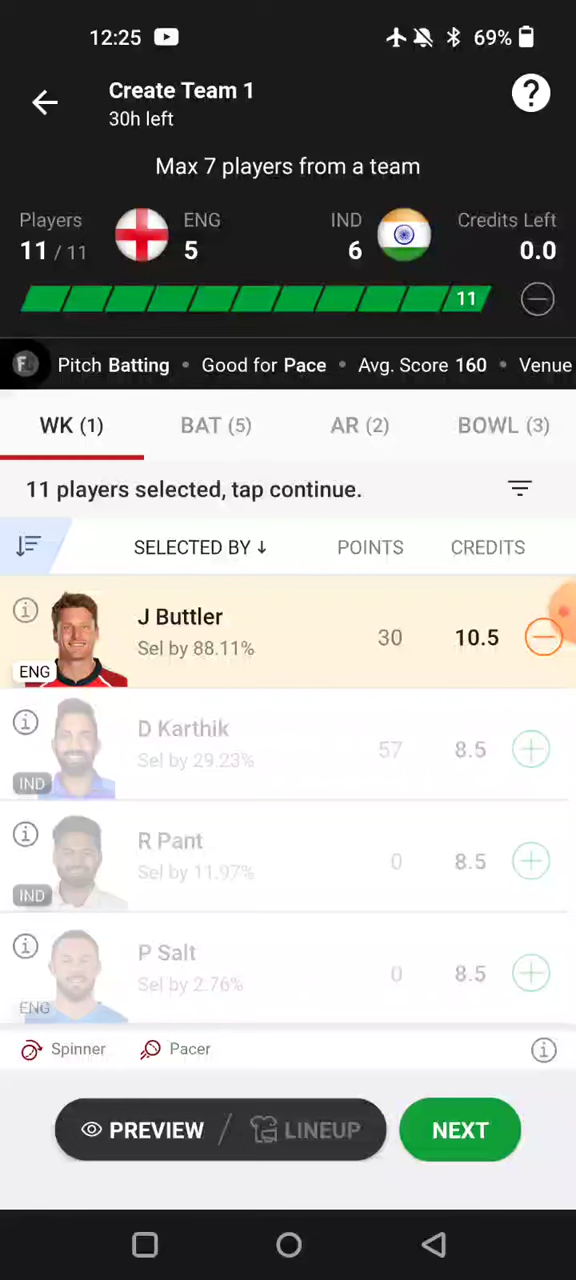 12:25 69%
Create Team 1
30h left
?
Max 7 players from a team
Players ENG IND Credits Left
11 / 11 5 6 0.0
11
Pitch Batting • Good for Pace • Avg. Score 160 • Venue
WK (1) BAT (5) AR (2) BOWL (3)
11 players selected, tap continue.
SELECTED BY ↓ POINTS CREDITS
J Buttler
Sel by 88.11% 30 10.5
ENG
D Karthik
Sel by 29.23% 57 8.5
IND
R Pant
Sel by 11.97% 0 8.5
IND
P Salt
Sel by 2.76% 0 8.5
ENG
Spinner Pacer
PREVIEW / LINEUP NEXT